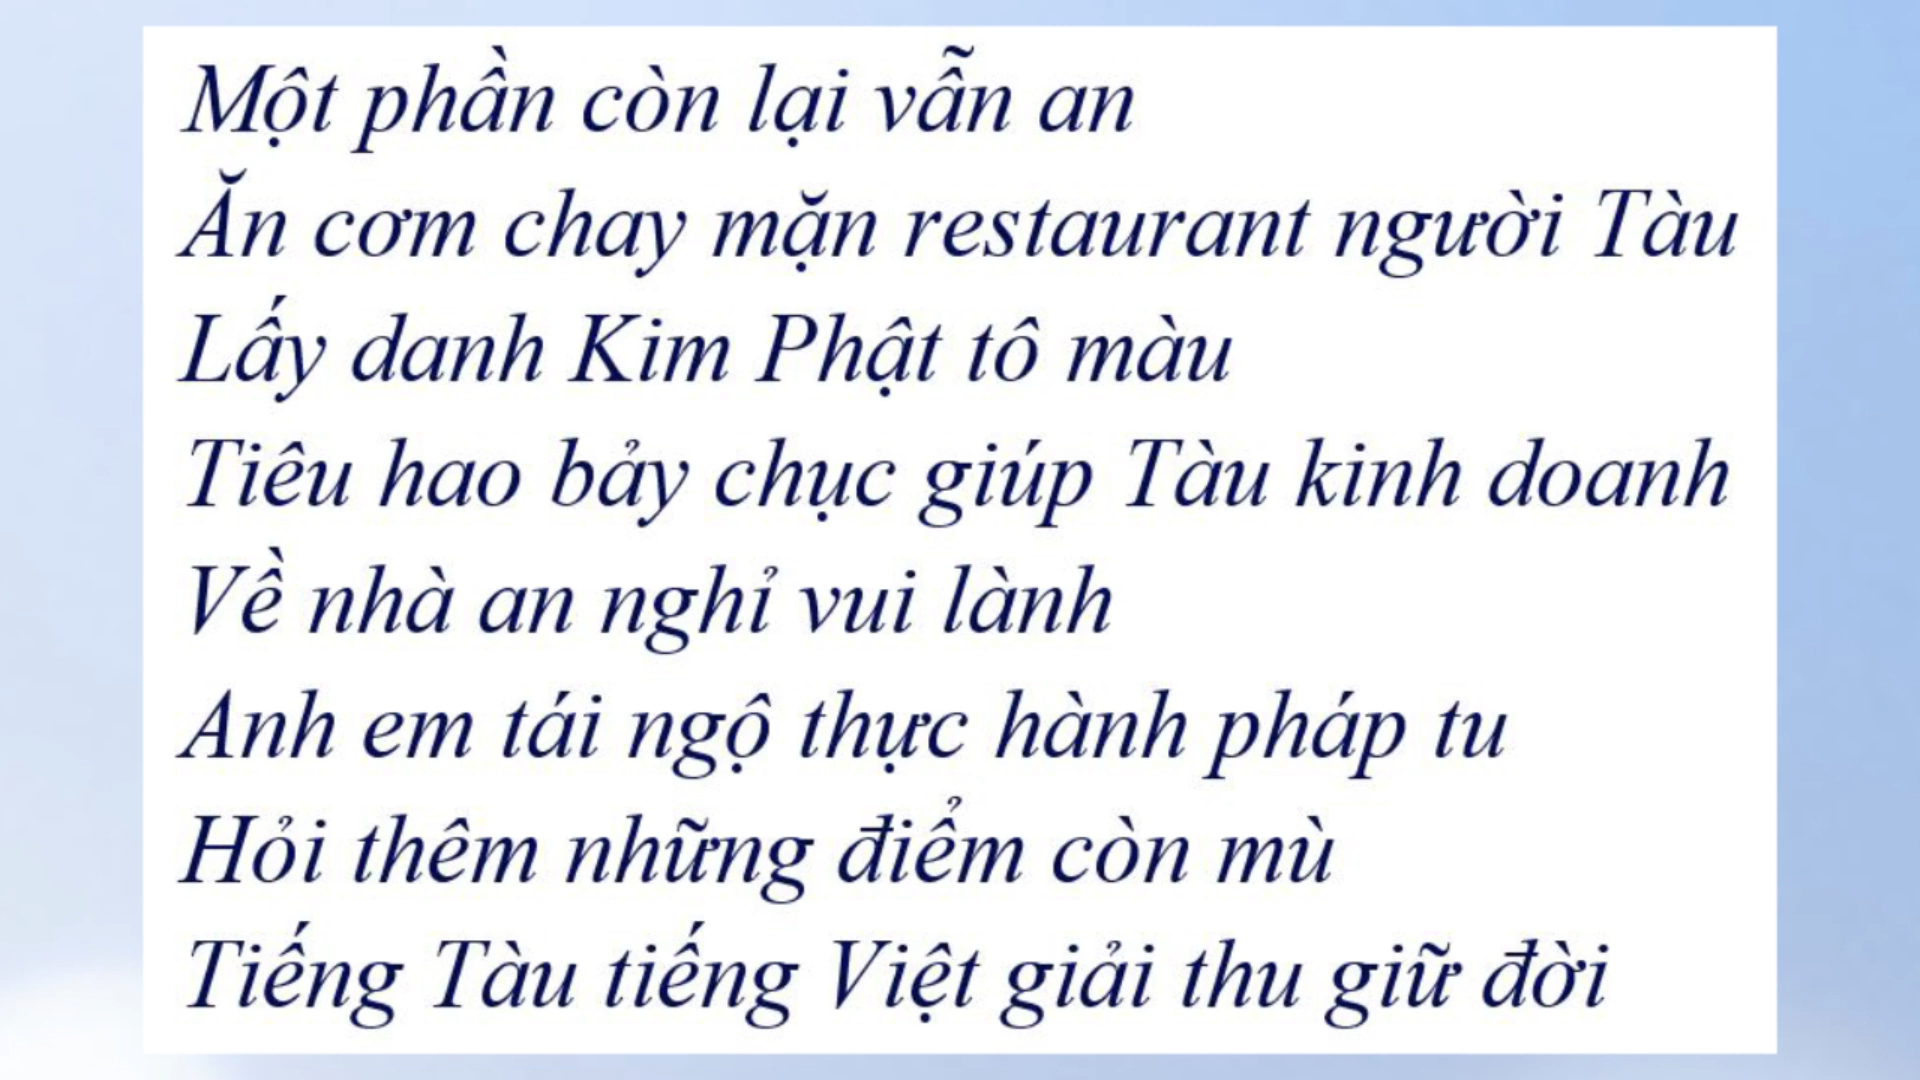 Một phần còn lại vẫn an
Ăn cơm chay mặn restaurant người Tàu
Lấy danh Kim Phật tô màu
Tiêu hao bảy chục giúp Tàu kinh doanh
Về nhà an nghỉ vui lành
Anh em tái ngộ thực hành pháp tu
Hỏi thêm những điểm còn mù
Tiếng Tàu tiếng Việt giải thu giữ đời